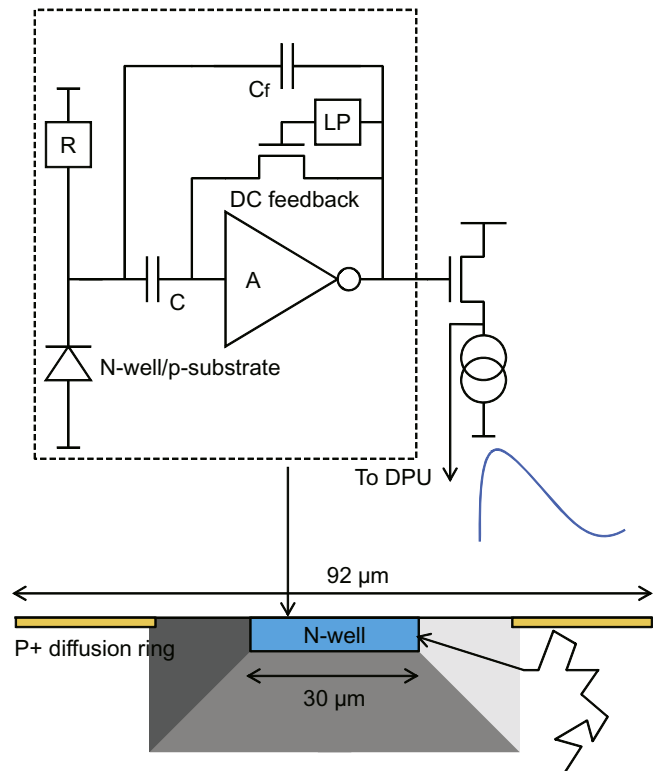 Cf
LP
R
DC feedback
A
C
N-well/p-substrate
To DPU
92 µm
P+ diffusion ring
N-well
30 µm